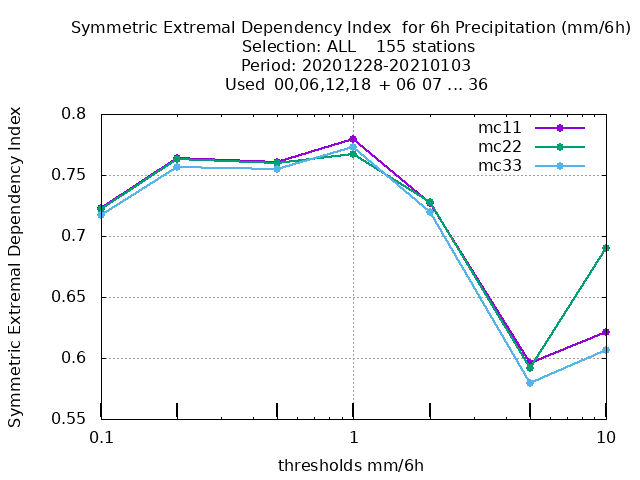 Symmetric Extremal Dependency Index  for 6h Precipitation (mm/6h)
Selection: ALL    155 stations
Period: 20201228-20210103
Used  00,06,12,18  + 06 07 ... 36
Symmetric Extremal Dependency Index
0.8
0.75
0.7
0.65
0.6
0.55
mc11
mc22
mc33
0.1
1
10
thresholds mm/6h